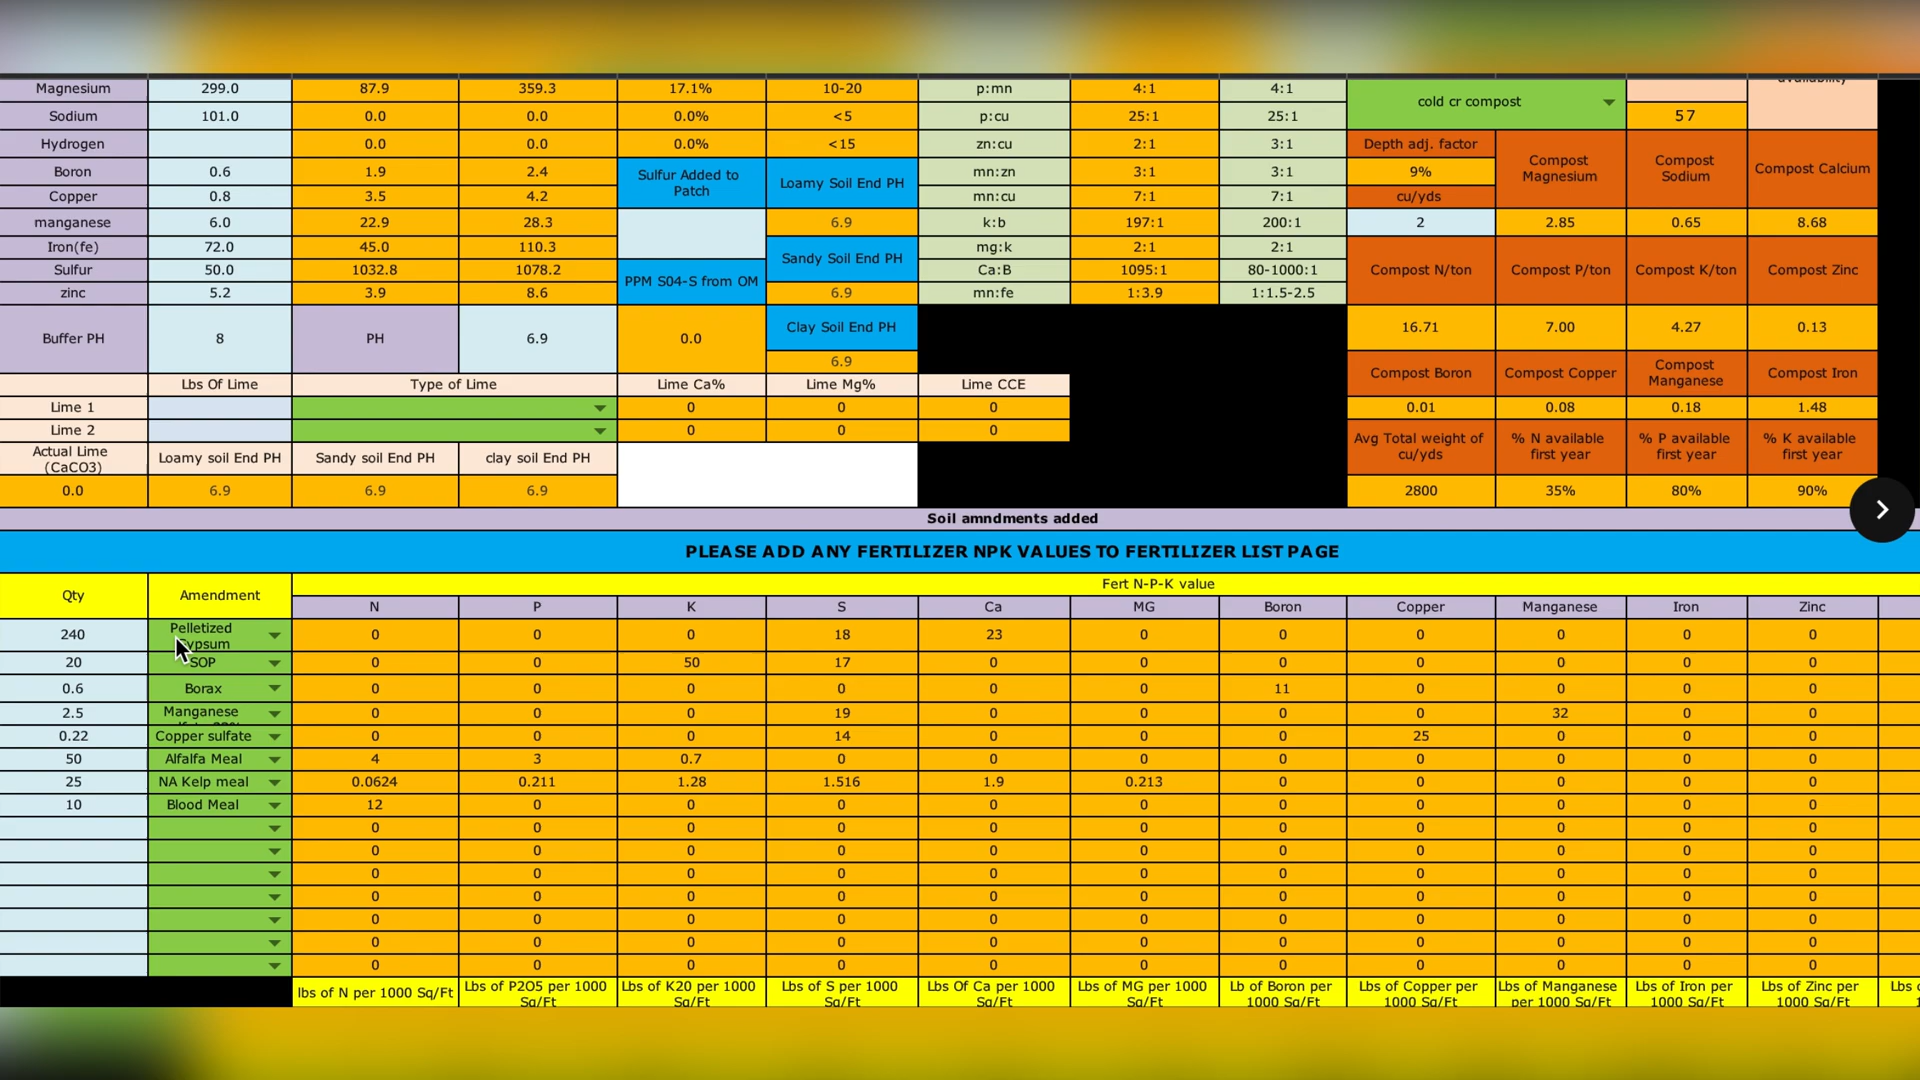 Magnesium 299.0 87.9 359.3 17.1% 10-20 p:mn 4:1 4:1 availability
Sodium 101.0 0.0 0.0 0.0% <5 p:cu 25:1 25:1 cold cr compost 57
Hydrogen 0.0 0.0 0.0% <15 zn:cu 2:1 3:1 Depth adj. factor Compost Magnesium Compost Sodium Compost Calcium
Boron 0.6 1.9 2.4 Sulfur Added to Patch Loamy Soil End PH mn:zn 3:1 3:1 9%
Copper 0.8 3.5 4.2 mn:cu 7:1 7:1 cu/yds
manganese 6.0 22.9 28.3 6.9 k:b 197:1 200:1 2 2.85 0.65 8.68
Iron(fe) 72.0 45.0 110.3 Sandy Soil End PH mg:k 2:1 2:1
Sulfur 50.0 1032.8 1078.2 PPM S04-S from OM Ca:B 1095:1 80-1000:1 Compost N/ton Compost P/ton Compost K/ton Compost Zinc
zinc 5.2 3.9 8.6 6.9 mn:fe 1:3.9 1:1.5-2.5
Buffer PH 8 PH 6.9 0.0 Clay Soil End PH 16.71 7.00 4.27 0.13
6.9 Compost Boron Compost Copper Compost Manganese Compost Iron
Lbs Of Lime Type of Lime Lime Ca% Lime Mg% Lime CCE
Lime 1 0 0 0 0.01 0.08 0.18 1.48
Lime 2 0 0 0 Avg Total weight of cu/yds % N available first year % P available first year % K available first year
Actual Lime (CaCO3) Loamy soil End PH Sandy soil End PH clay soil End PH
0.0 6.9 6.9 6.9 2800 35% 80% 90%
Soil amndments added
PLEASE ADD ANY FERTILIZER NPK VALUES TO FERTILIZER LIST PAGE
Qty Amendment Fert N-P-K value
N P K S Ca MG Boron Copper Manganese Iron Zinc
240 Pelletized 0 0 0 18 23 0 0 0 0 0 0
20 SOP 0 0 50 17 0 0 0 0 0 0 0
0.6 Borax 0 0 0 0 0 0 11 0 0 0 0
2.5 Manganese 0 0 0 19 0 0 0 0 32 0 0
0.22 Copper sulfate 0 0 0 14 0 0 0 25 0 0 0
50 Alfalfa Meal 4 3 0.7 0 0 0 0 0 0 0 0
25 NA Kelp meal 0.0624 0.211 1.28 1.516 1.9 0.213 0 0 0 0 0
10 Blood Meal 12 0 0 0 0 0 0 0 0 0 0
0 0 0 0 0 0 0 0 0 0 0
0 0 0 0 0 0 0 0 0 0 0
0 0 0 0 0 0 0 0 0 0 0
0 0 0 0 0 0 0 0 0 0 0
0 0 0 0 0 0 0 0 0 0 0
0 0 0 0 0 0 0 0 0 0 0
0 0 0 0 0 0 0 0 0 0 0
lbs of N per 1000 Sq/Ft Lbs of P2O5 per 1000 Sq/Ft Lbs of K20 per 1000 Sq/Ft Lbs of S per 1000 Sq/Ft Lbs Of Ca per 1000 Sq/Ft Lbs of MG per 1000 Sq/Ft Lb of Boron per 1000 Sq/Ft Lbs of Copper per 1000 Sq/Ft Lbs of Manganese per 1000 Sq/Ft Lbs of Iron per 1000 Sq/Ft Lbs of Zinc per 1000 Sq/Ft